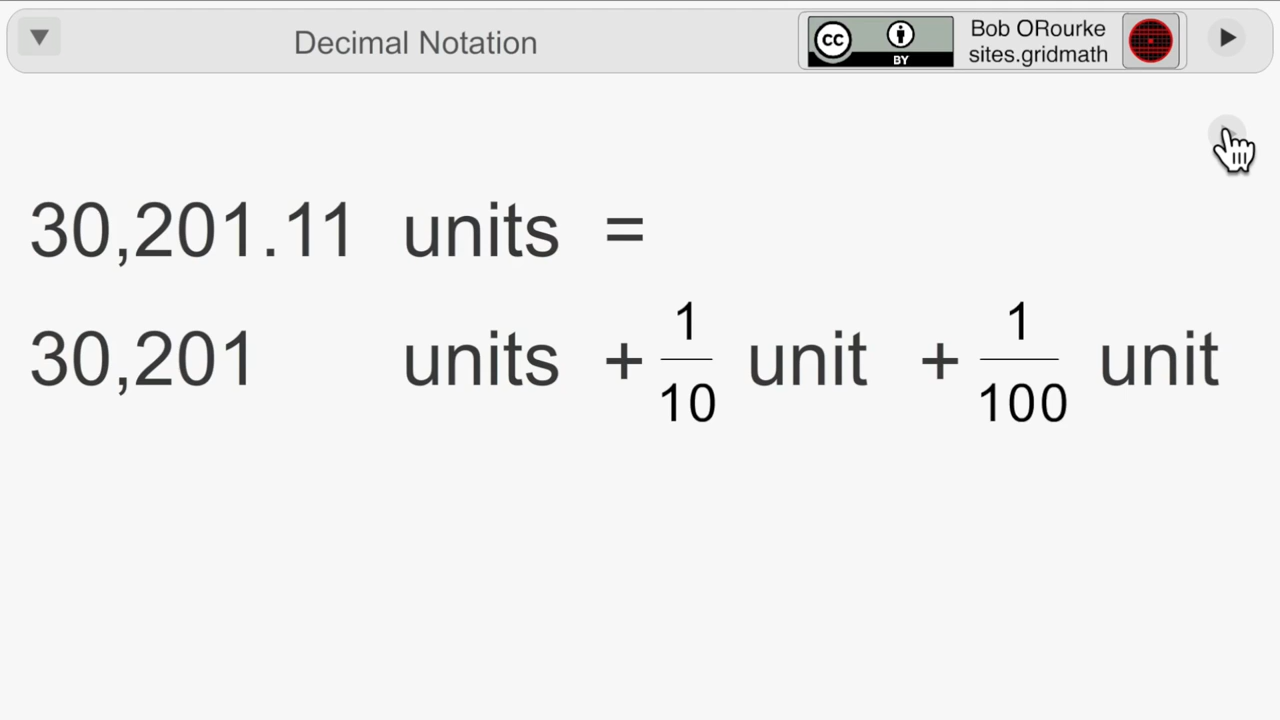 Decimal Notation
cc
BY
Bob ORourke
sites.gridmath
30,201.11 units =
30,201 units + 1/10 unit + 1/100 unit